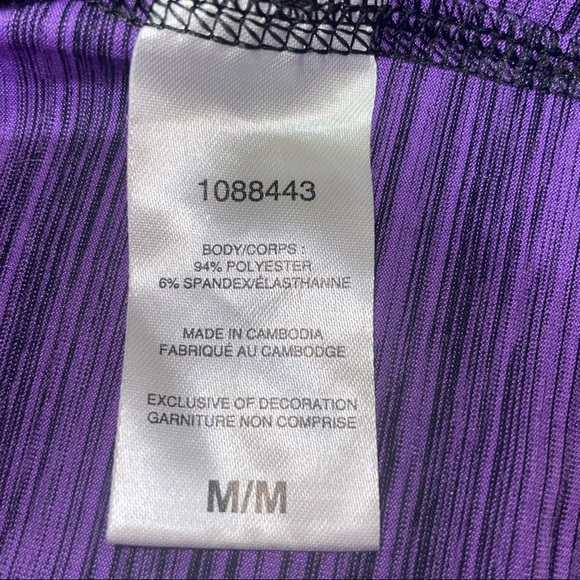 1088443
BODY/CORPS :
94% POLYESTER
6% SPANDEX/ÉLASTHANNE
MADE IN CAMBODIA
FABRIQUÉ AU CAMBODGE
EXCLUSIVE OF DECORATION
GARNITURE NON COMPRISE
M/M